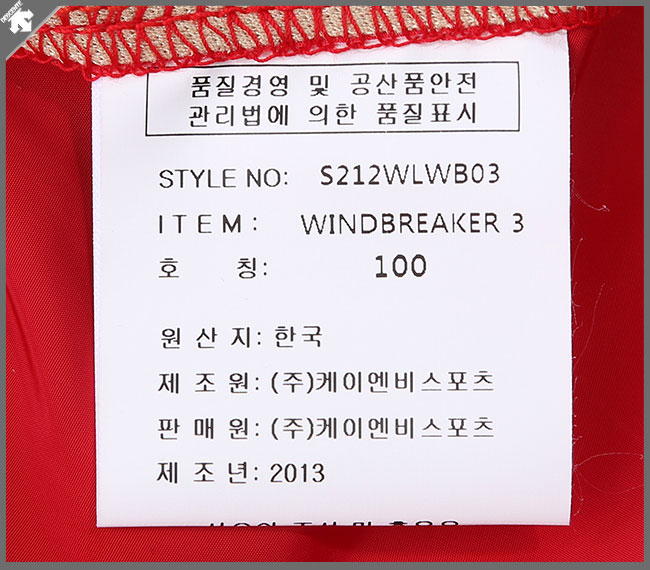 DESCENTE
품질경영 및 공산품안전
관리법에 의한 품질표시
STYLE NO: S212WLWB03
ITEM: WINDBREAKER 3
호 칭: 100
원 산 지: 한국
제 조 원: (주)케이엔비스포츠
판 매 원: (주)케이엔비스포츠
제 조 년: 2013